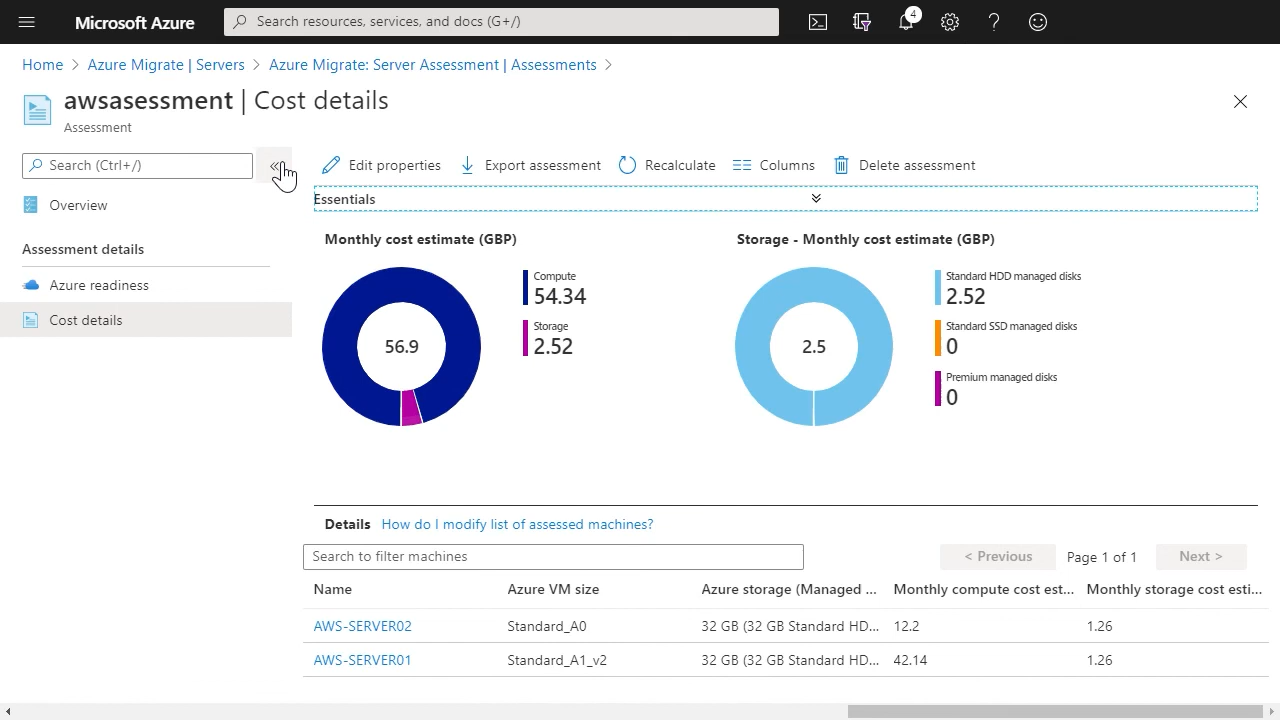 Microsoft Azure
Search resources, services, and docs (G+/)
4
Home > Azure Migrate | Servers > Azure Migrate: Server Assessment | Assessments >
awsasessment | Cost details
Assessment
Search (Ctrl+/)
Overview
Assessment details
Azure readiness
Cost details
Edit properties Export assessment Recalculate Columns Delete assessment
Essentials
Monthly cost estimate (GBP)
56.9
Compute
54.34
Storage
2.52
Storage - Monthly cost estimate (GBP)
2.5
Standard HDD managed disks
2.52
Standard SSD managed disks
0
Premium managed disks
0
Details How do I modify list of assessed machines?
Search to filter machines
< Previous Page 1 of 1 Next >
Name Azure VM size Azure storage (Managed ... Monthly compute cost est... Monthly storage cost esti...
AWS-SERVER02 Standard_A0 32 GB (32 GB Standard HD... 12.2 1.26
AWS-SERVER01 Standard_A1_v2 32 GB (32 GB Standard HD... 42.14 1.26